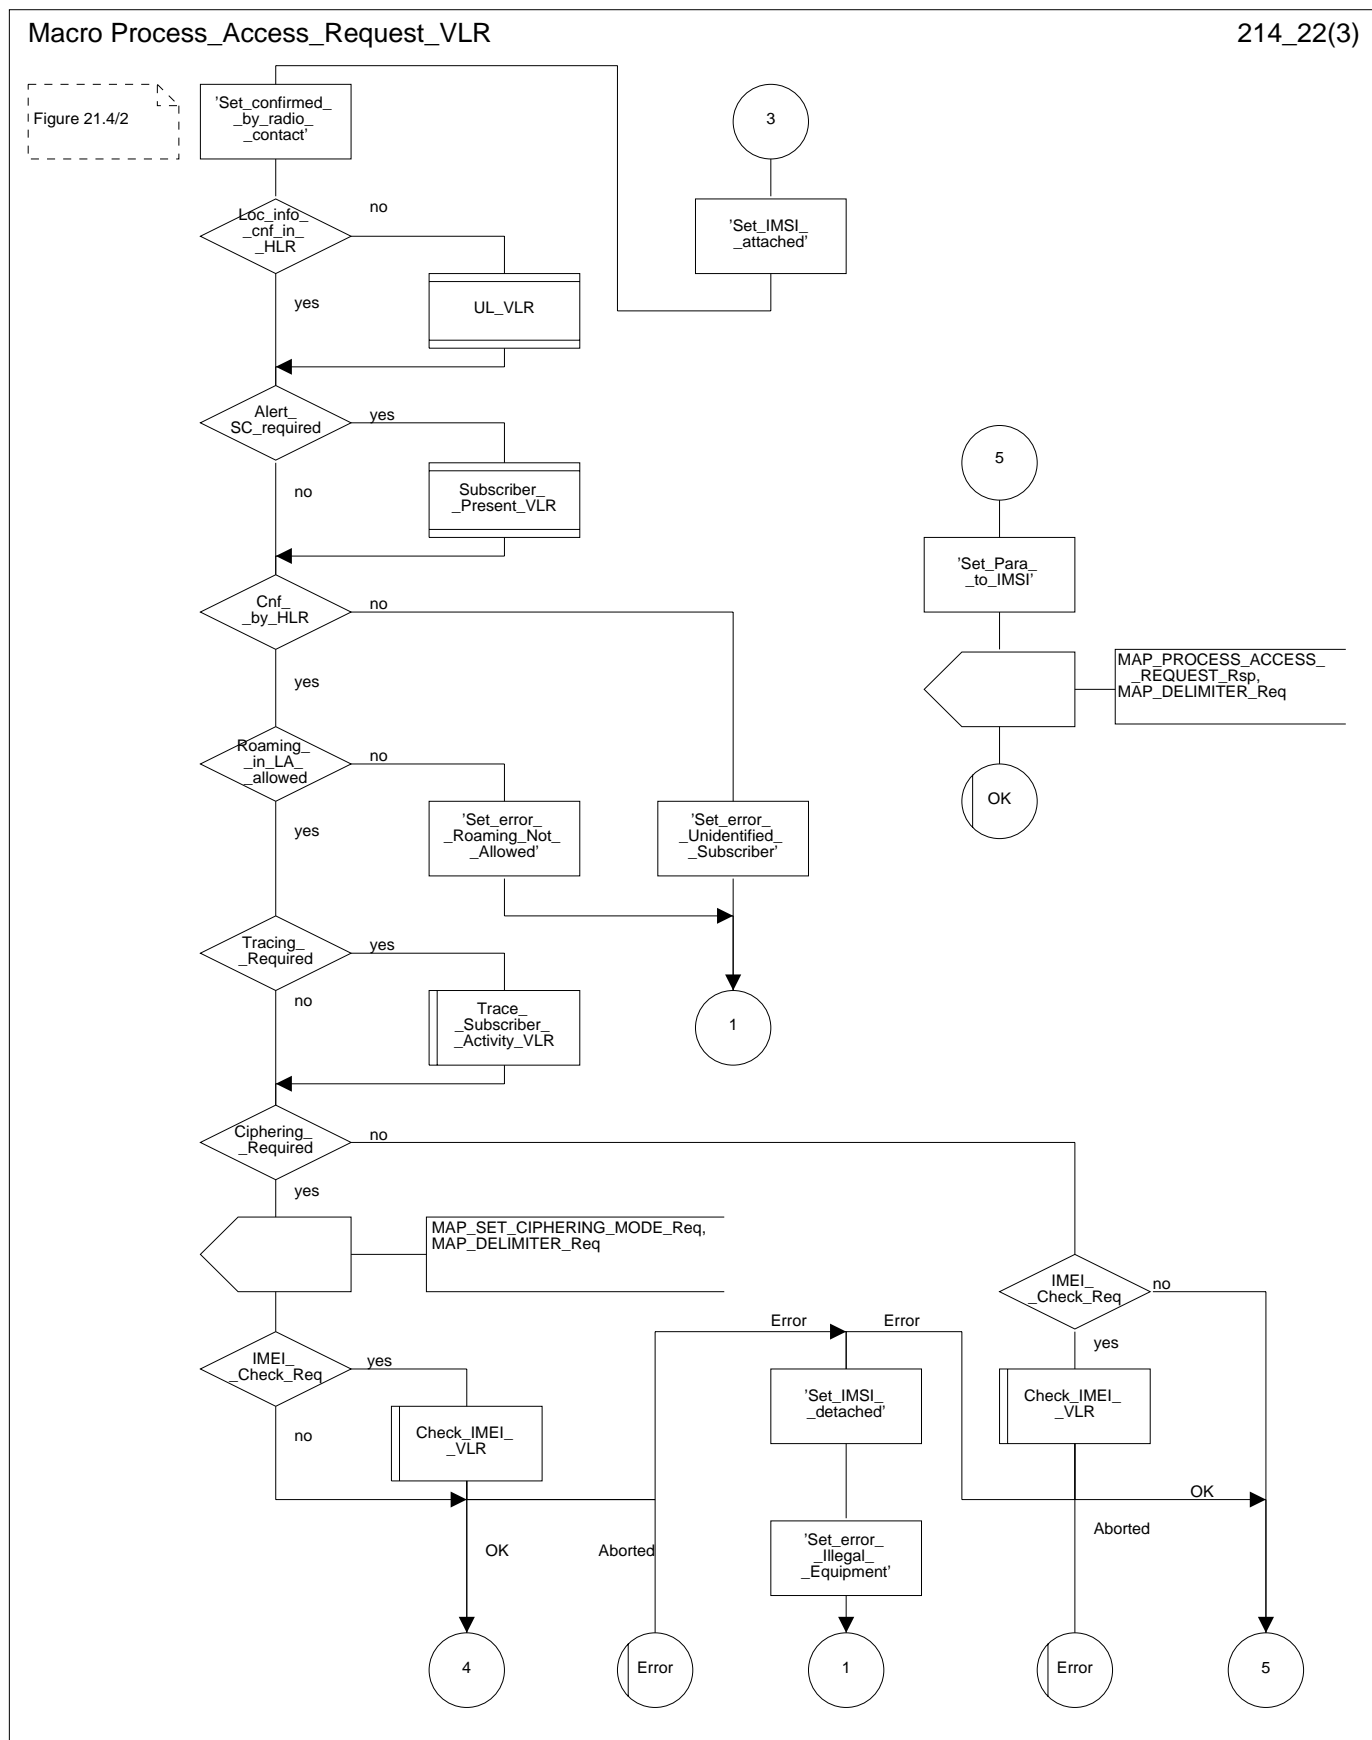 Macro Process_Access_Request_VLR
214_22(3)
Figure 21.4/2
'Set_confirmed_
_by_radio_
_contact'
3
'Set_IMSI_
_attached'
Loc_info_
_cnf_in_
_HLR
no
yes
UL_VLR
Alert_
SC_required
yes
no
Subscriber_
_Present_VLR
5
'Set_Para_
_to_IMSI'
Cnf_
_by_HLR
no
yes
MAP_PROCESS_ACCESS_
_REQUEST_Rsp,
MAP_DELIMITER_Req
OK
Roaming_
_in_LA_
_allowed
no
yes
'Set_error_
_Roaming_Not_
_Allowed'
'Set_error_
_Unidentified_
_Subscriber'
Tracing_
_Required
yes
no
Trace_
_Subscriber_
_Activity_VLR
1
Ciphering_
_Required
no
yes
MAP_SET_CIPHERING_MODE_Req,
MAP_DELIMITER_Req
IMEI_
_Check_Req
no
yes
Error
Error
IMEI_
_Check_Req
yes
no
Check_IMEI_
_VLR
'Set_IMSI_
_detached'
Check_IMEI_
_VLR
OK
Aborted
OK
Aborted
'Set_error_
_Illegal_
_Equipment'
4
Error
1
Error
5